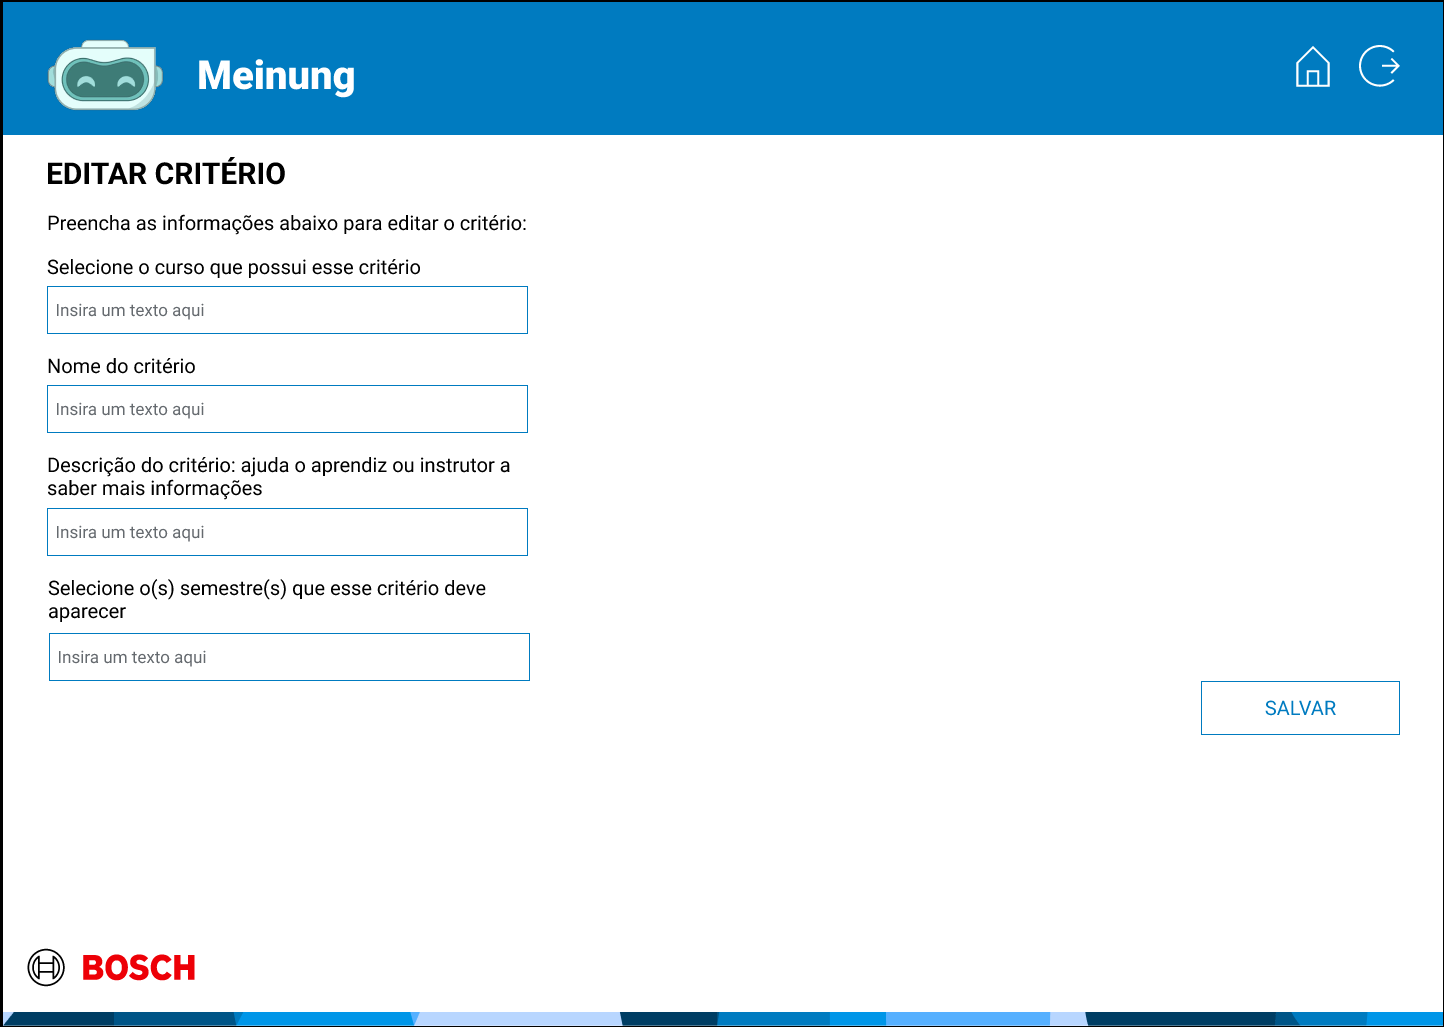 Meinung
EDITAR CRITÉRIO
Preencha as informações abaixo para editar o critério:
Selecione o curso que possui esse critério
Insira um texto aqui
Nome do critério
Insira um texto aqui
Descrição do critério: ajuda o aprendiz ou instrutor a
saber mais informações
Insira um texto aqui
Selecione o(s) semestre(s) que esse critério deve
aparecer
Insira um texto aqui
SALVAR
BOSCH